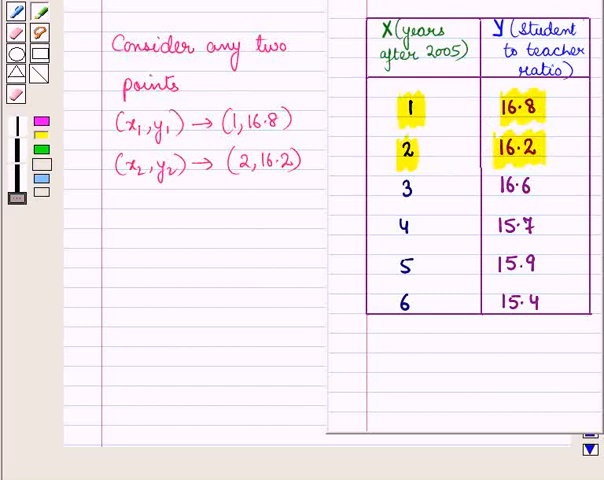 Consider any two
points
(x₁,y₁) → (1,16.8)
(x₂,y₂) → (2,16.2)
X (years after 2005) Y (Student to teacher ratio)
1 16.8
2 16.2
3 16.6
4 15.7
5 15.9
6 15.4